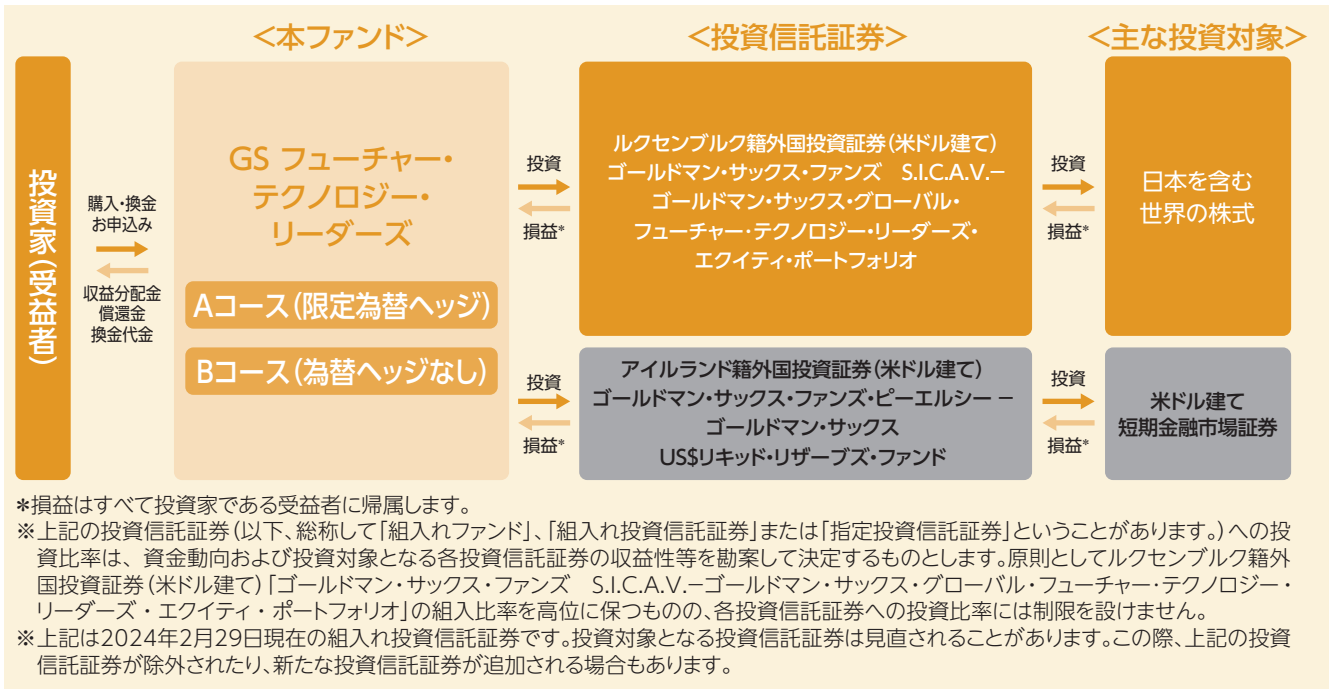 <本ファンド>
<投資信託証券>
<主な投資対象>
投資家(受益者)
購入・換金
お申込み
収益分配金
償還金
換金代金
GS フューチャー・
テクノロジー・
リーダーズ
Aコース(限定為替ヘッジ)
Bコース(為替ヘッジなし)
投資
損益*
ルクセンブルク籍外国投資証券(米ドル建て)
ゴールドマン・サックス・ファンズ　S.I.C.A.V.−
ゴールドマン・サックス・グローバル・
フューチャー・テクノロジー・リーダーズ・
エクイティ・ポートフォリオ
投資
損益*
日本を含む
世界の株式
投資
損益*
アイルランド籍外国投資証券(米ドル建て)
ゴールドマン・サックス・ファンズ・ピーエルシー −
ゴールドマン・サックス
US$リキッド・リザーブズ・ファンド
投資
損益*
米ドル建て
短期金融市場証券
*損益はすべて投資家である受益者に帰属します。
※上記の投資信託証券(以下、総称して「組入れファンド」、「組入れ投資信託証券」または「指定投資信託証券」ということがあります。)への投
資比率は、資金動向および投資対象となる各投資信託証券の収益性等を勘案して決定するものとします。原則としてルクセンブルク籍外
国投資証券(米ドル建て)「ゴールドマン・サックス・ファンズ　S.I.C.A.V.−ゴールドマン・サックス・グローバル・フューチャー・テクノロジー・
リーダーズ・エクイティ・ポートフォリオ」の組入比率を高位に保つものの、各投資信託証券への投資比率には制限を設けません。
※上記は2024年2月29日現在の組入れ投資信託証券です。投資対象となる投資信託証券は見直されることがあります。この際、上記の投資
信託証券が除外されたり、新たな投資信託証券が追加される場合もあります。